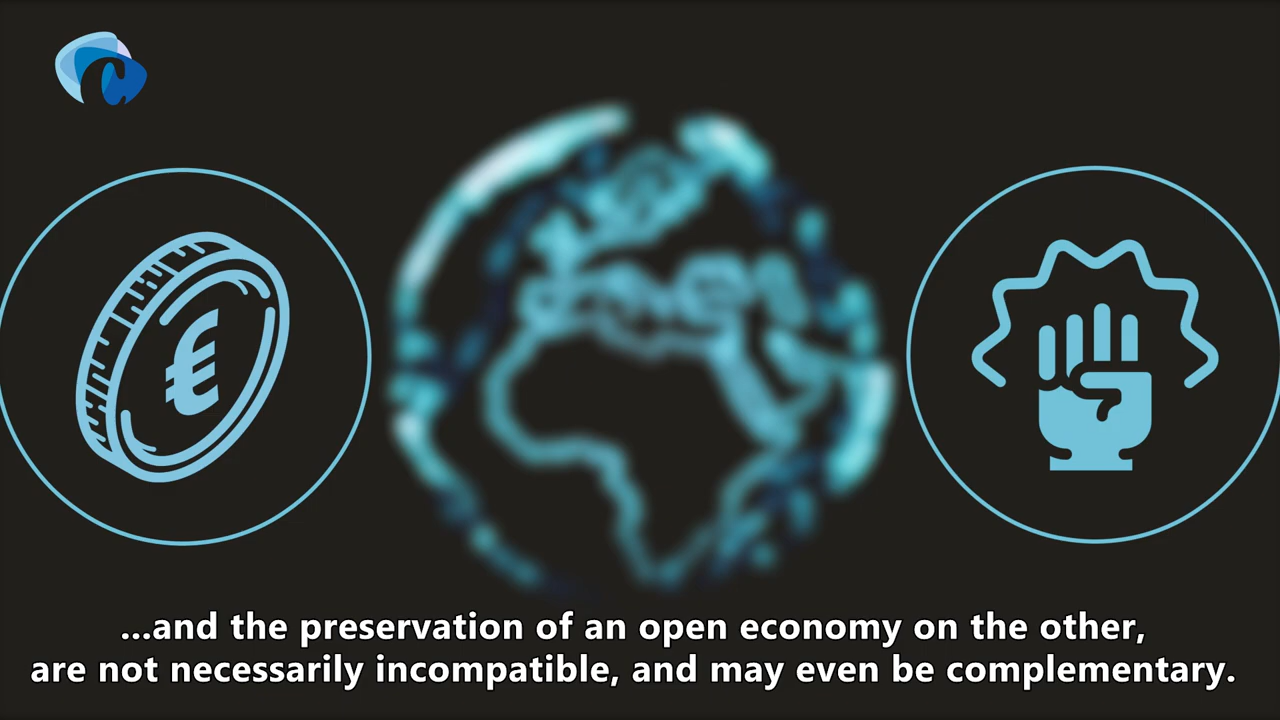 €
...and the preservation of an open economy on the other,
are not necessarily incompatible, and may even be complementary.